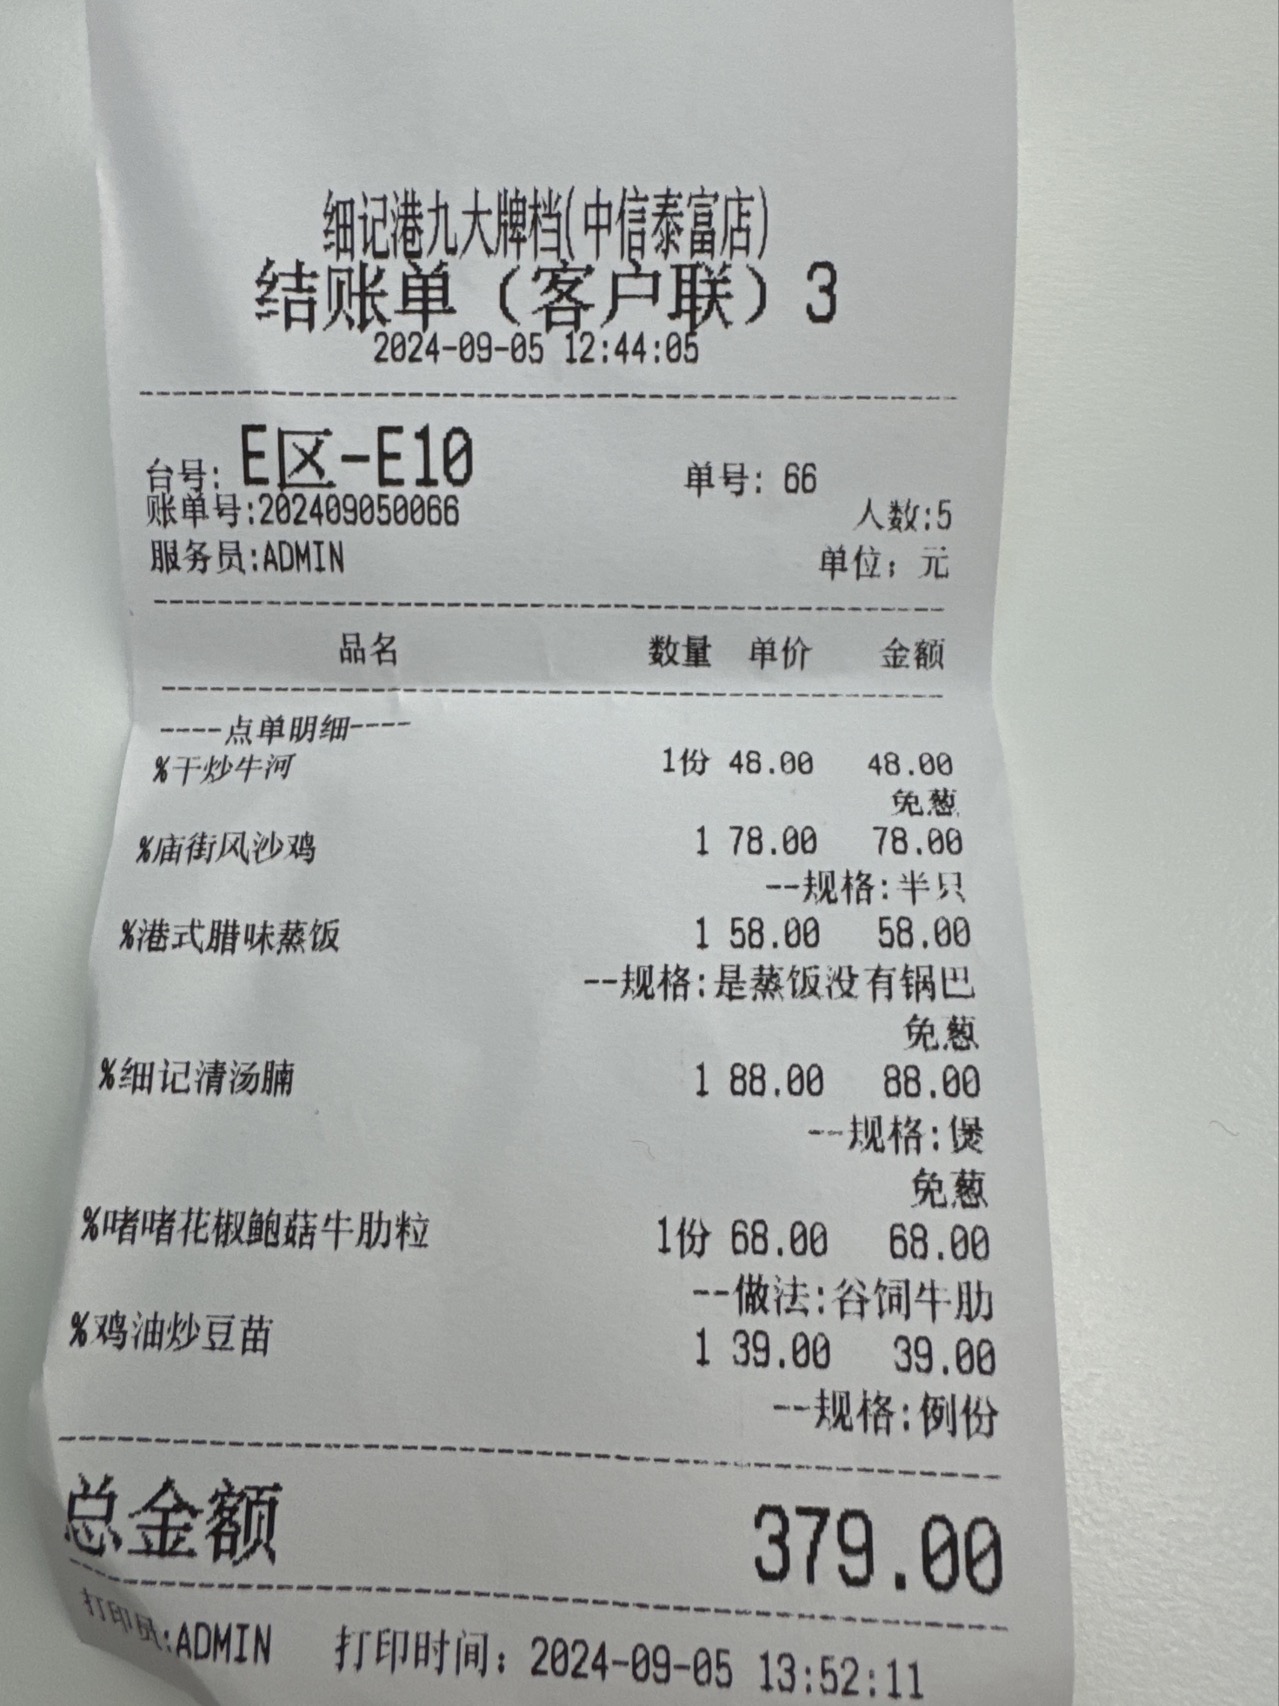 细记港九大牌档(中信泰富店)
结账单（客户联）3
2024-09-05 12:44:05
台号: E区-E10 单号: 66
账单号:202409050066 人数:5
服务员:ADMIN 单位: 元
品名 数量 单价 金额
----点单明细----
%干炒牛河 1份 48.00 48.00
免葱
%庙街风沙鸡 1 78.00 78.00
--规格:半只
%港式腊味蒸饭 1 58.00 58.00
--规格:是蒸饭没有锅巴
免葱
%细记清汤腩 1 88.00 88.00
--规格:煲
免葱
%啫啫花椒鲍菇牛肋粒 1份 68.00 68.00
--做法:谷饲牛肋
%鸡油炒豆苗 1 39.00 39.00
--规格:例份
总金额 379.00
打印员:ADMIN 打印时间: 2024-09-05 13:52:11